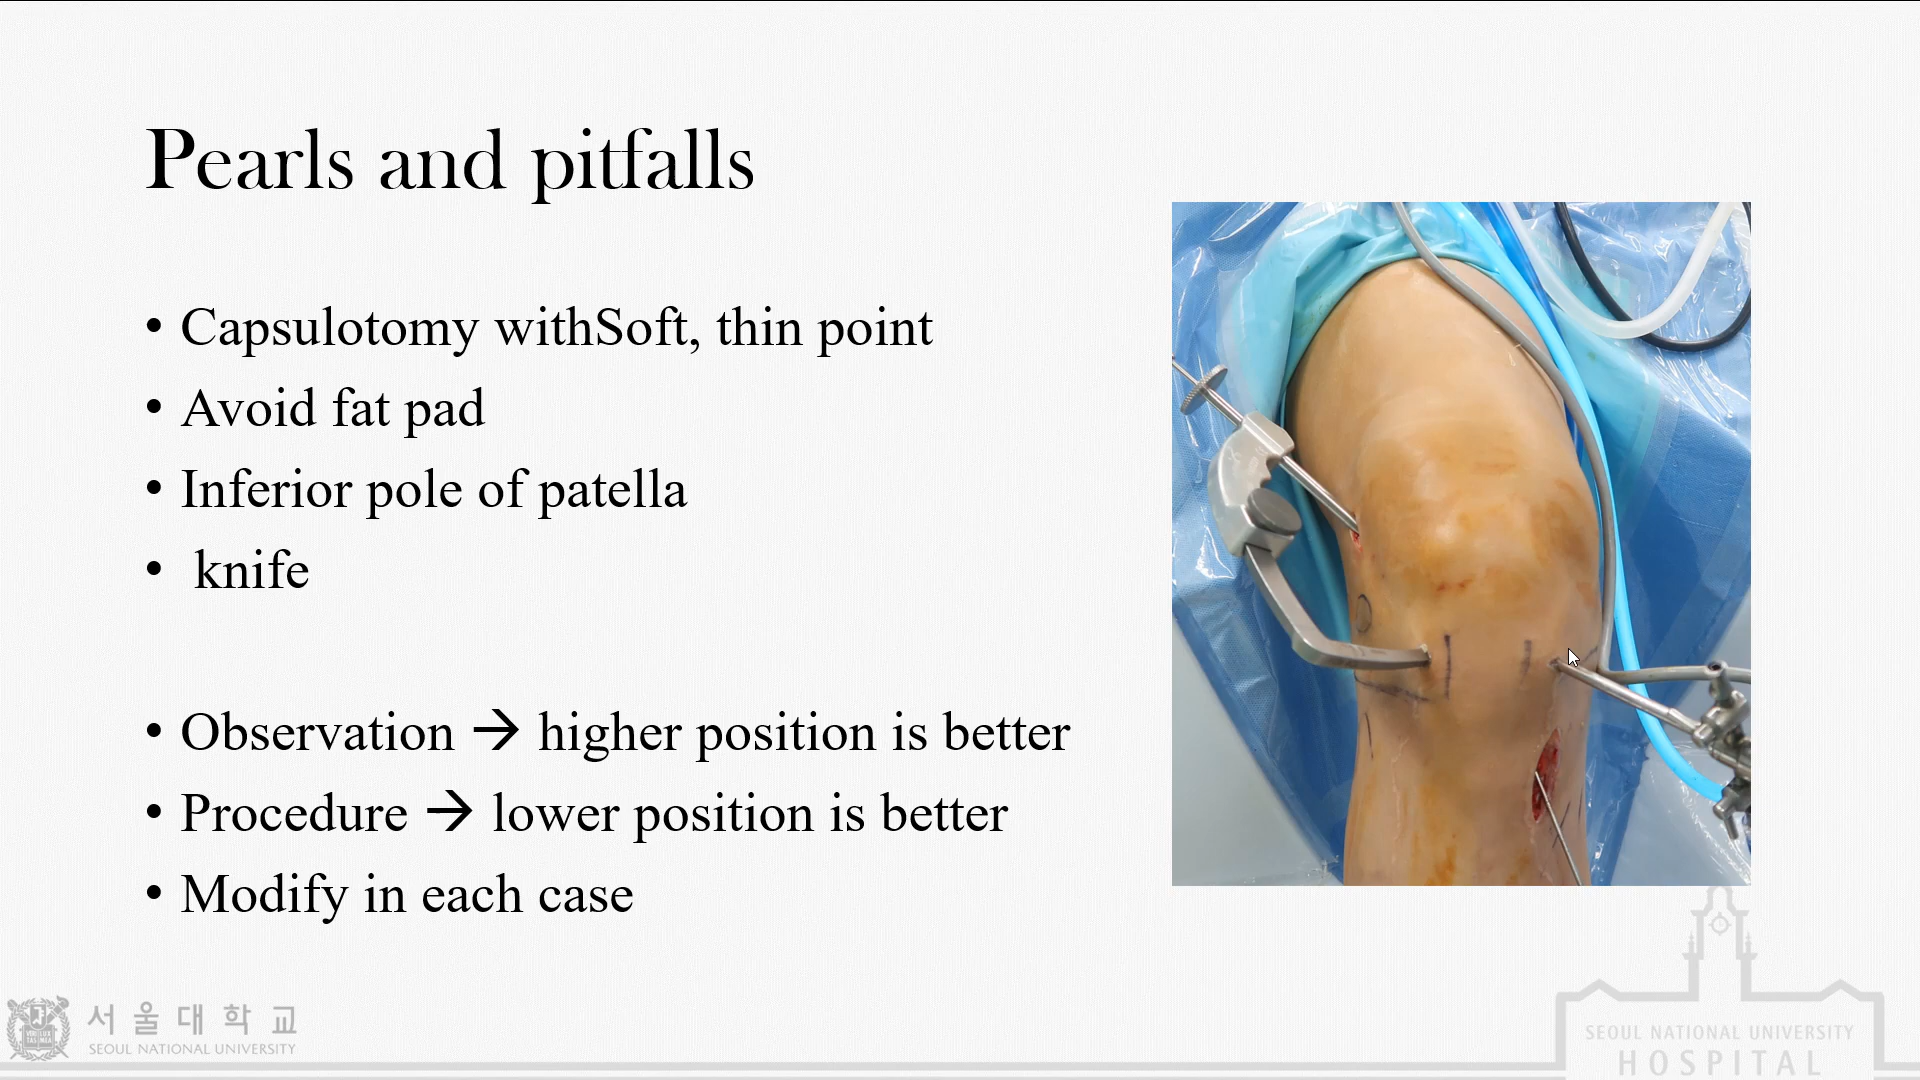 Pearls and pitfalls
• Capsulotomy withSoft, thin point
• Avoid fat pad
• Inferior pole of patella
• knife
• Observation → higher position is better
• Procedure → lower position is better
• Modify in each case
서울대학교
SEOUL NATIONAL UNIVERSITY
SEOUL NATIONAL UNIVERSITY
HOSPITAL